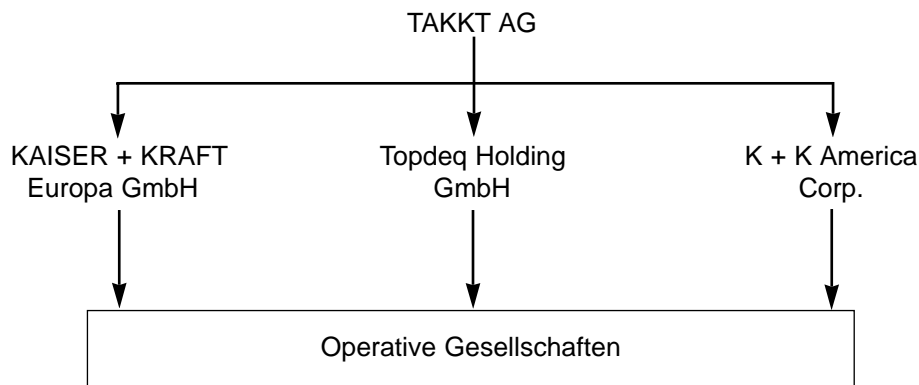 TAKKT AG
KAISER + KRAFT
Europa GmbH
Topdeq Holding
GmbH
K + K America
Corp.
Operative Gesellschaften